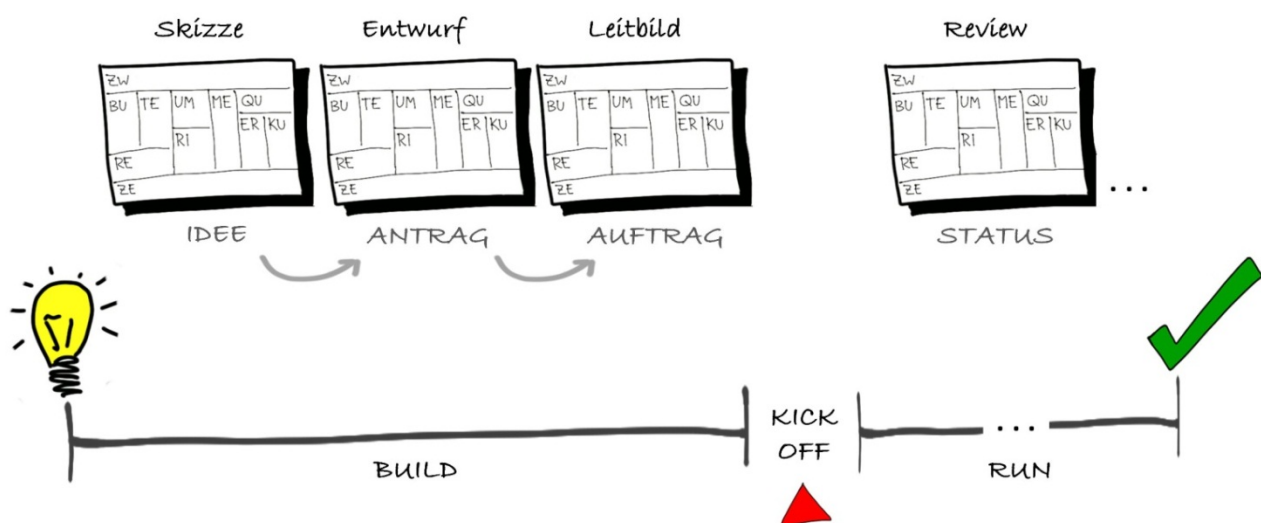 Skizze Entwurf Leitbild Review
ZW ZW ZW ZW
BU TE UM ME QU BU TE UM ME QU BU TE UM ME QU BU TE UM ME QU
ER KU ER KU ER KU ER KU
RI RI RI RI
RE RE RE RE
ZE ZE ZE ZE
...
IDEE ANTRAG AUFTRAG STATUS
KICK
OFF
...
BUILD RUN